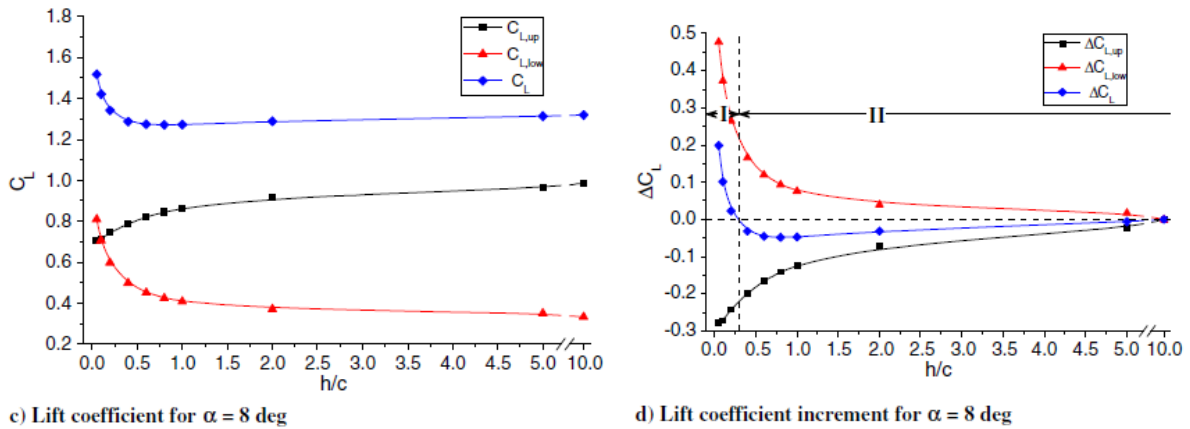 1.8
1.6
1.4
1.2
1.0
0.8
0.6
0.4
0.2
C_L
C_L,up
C_L,low
C_L
0.0 0.5 1.0 1.5 2.0 2.5 3.0 3.5 4.0 4.5 5.0 10.0
h/c
c) Lift coefficient for α = 8 deg
0.5
0.4
0.3
0.2
0.1
0.0
-0.1
-0.2
-0.3
ΔC_L
ΔC_L,up
ΔC_L,low
ΔC_L
I II
0.0 0.5 1.0 1.5 2.0 2.5 3.0 3.5 4.0 4.5 5.0 10.0
h/c
d) Lift coefficient increment for α = 8 deg